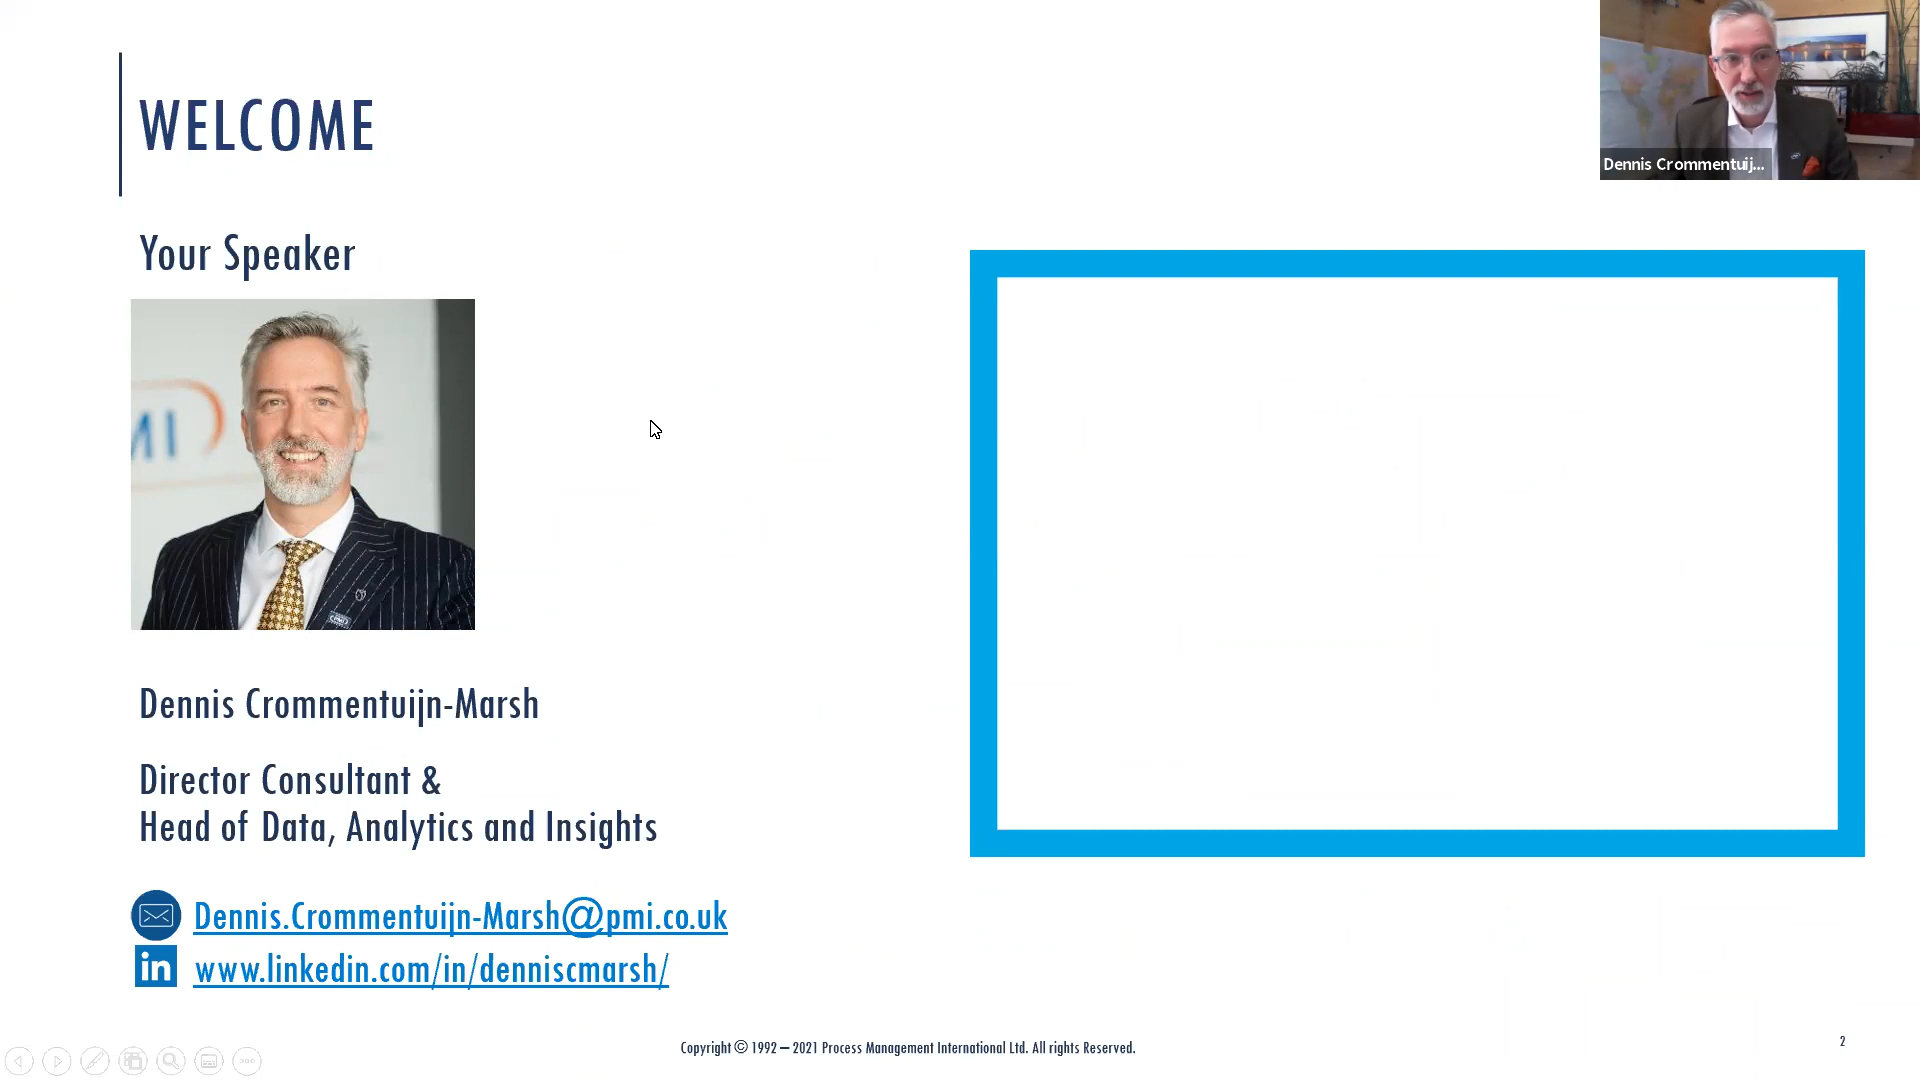 WELCOME
Dennis Crommentuij...
Your Speaker
MI
Dennis Crommentuijn-Marsh
Director Consultant &
Head of Data, Analytics and Insights
Dennis.Crommentuijn-Marsh@pmi.co.uk
in www.linkedin.com/in/denniscmarsh/
Copyright © 1992 – 2021 Process Management International Ltd. All rights Reserved.
2